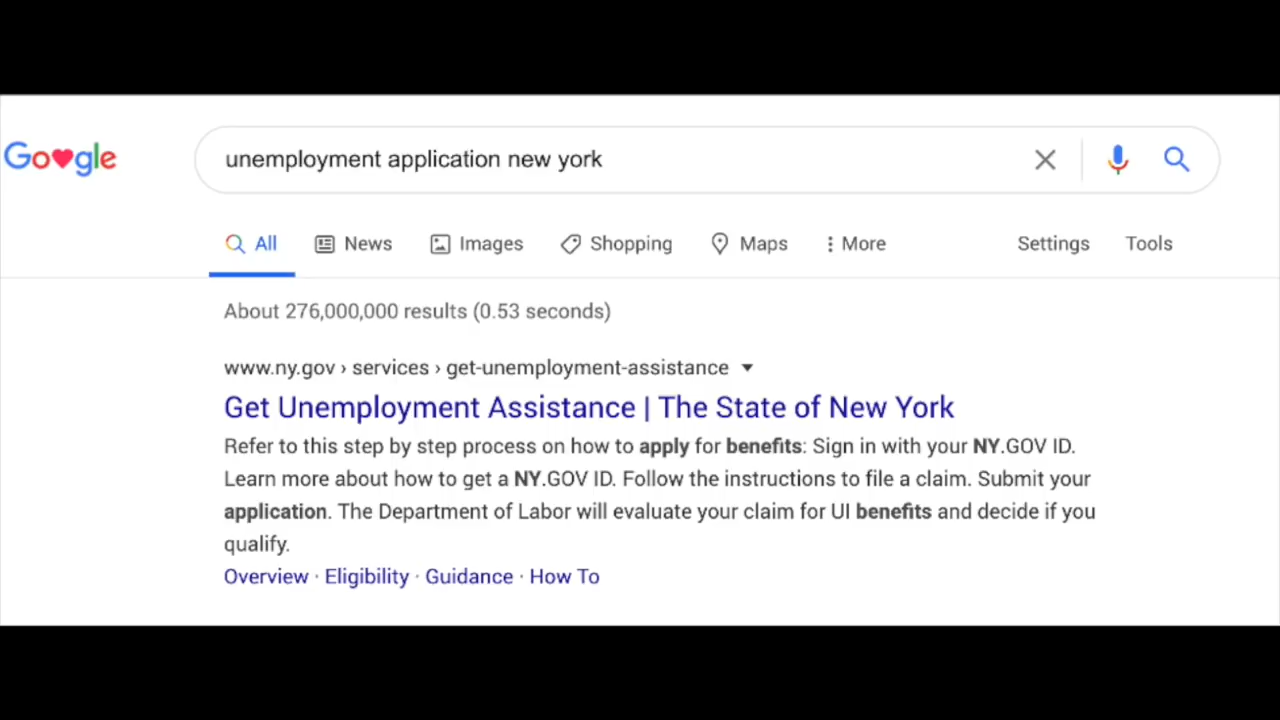 Go♥gle
unemployment application new york
All News Images Shopping Maps More Settings Tools
About 276,000,000 results (0.53 seconds)
www.ny.gov › services › get-unemployment-assistance
Get Unemployment Assistance | The State of New York
Refer to this step by step process on how to apply for benefits: Sign in with your NY.GOV ID.
Learn more about how to get a NY.GOV ID. Follow the instructions to file a claim. Submit your
application. The Department of Labor will evaluate your claim for UI benefits and decide if you
qualify.
Overview · Eligibility · Guidance · How To